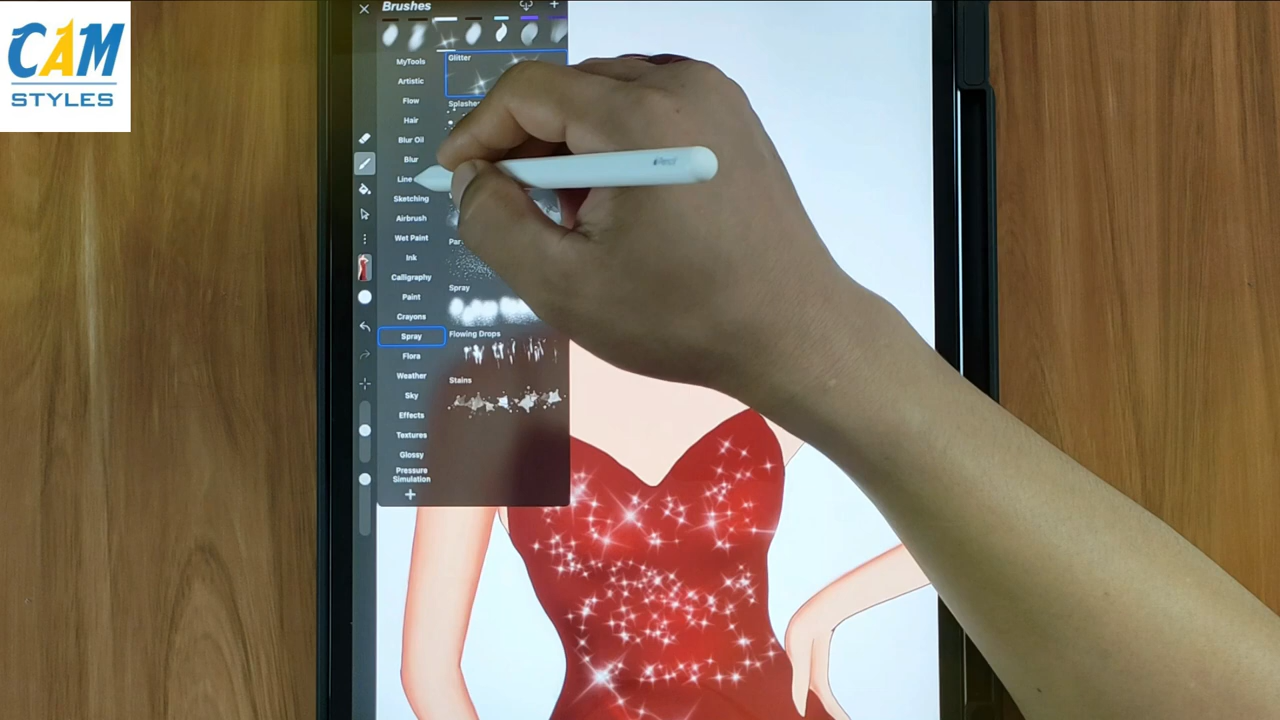 CAM
STYLES
Brushes
MyTools
Artistic
Flow
Hair
Blur Oil
Blur
Line
Sketching
Airbrush
Wet Paint
Ink
Calligraphy
Paint
Crayons
Spray
Flora
Weather
Sky
Effects
Textures
Glossy
Pressure
Simulation
Glitter
Spray
Flowing Drops
Stains
Pencil